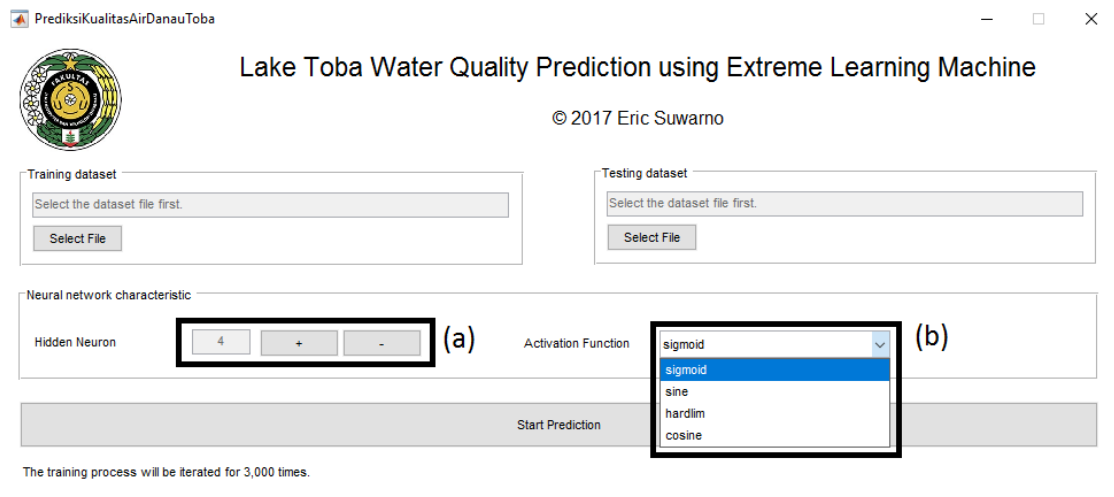 PrediksiKualitasAirDanauToba
Lake Toba Water Quality Prediction using Extreme Learning Machine
© 2017 Eric Suwarno
Training dataset
Select the dataset file first.
Select File
Testing dataset
Select the dataset file first.
Select File
Neural network characteristic
Hidden Neuron 4 + - (a) Activation Function sigmoid (b)
sigmoid
sine
hardlim
cosine
Start Prediction
The training process will be iterated for 3,000 times.